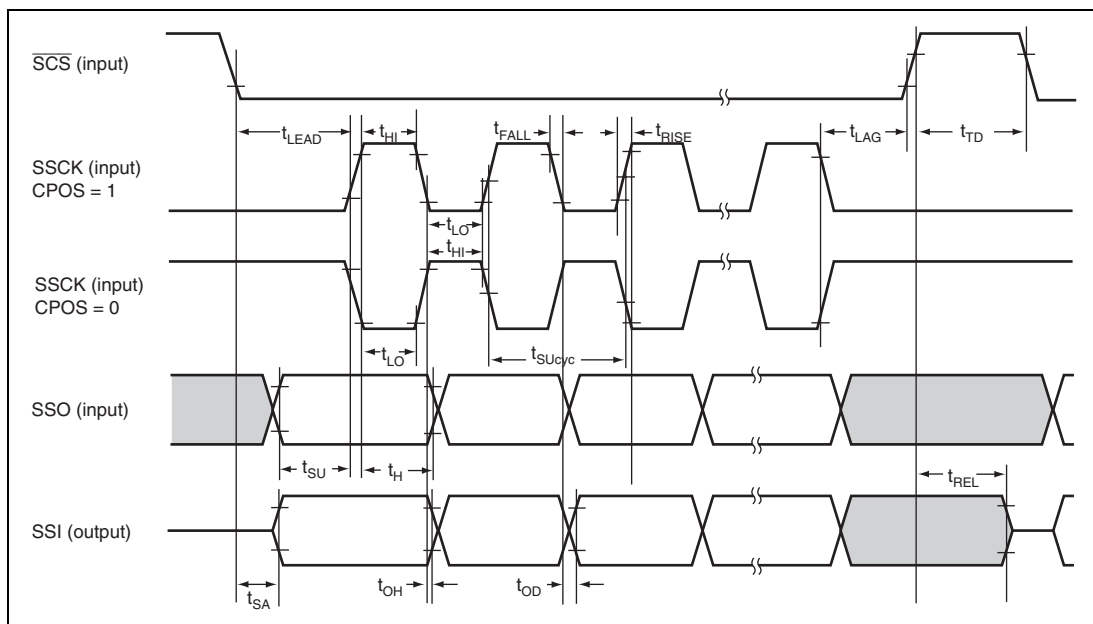 SCS (input)
tLEAD
tHI
tFALL
tRISE
tLAG
tTD
SSCK (input)
CPOS = 1
tLO
tHI
SSCK (input)
CPOS = 0
tLO
tSUcyc
SSO (input)
tSU
tH
tREL
SSI (output)
tSA
tOH
tOD